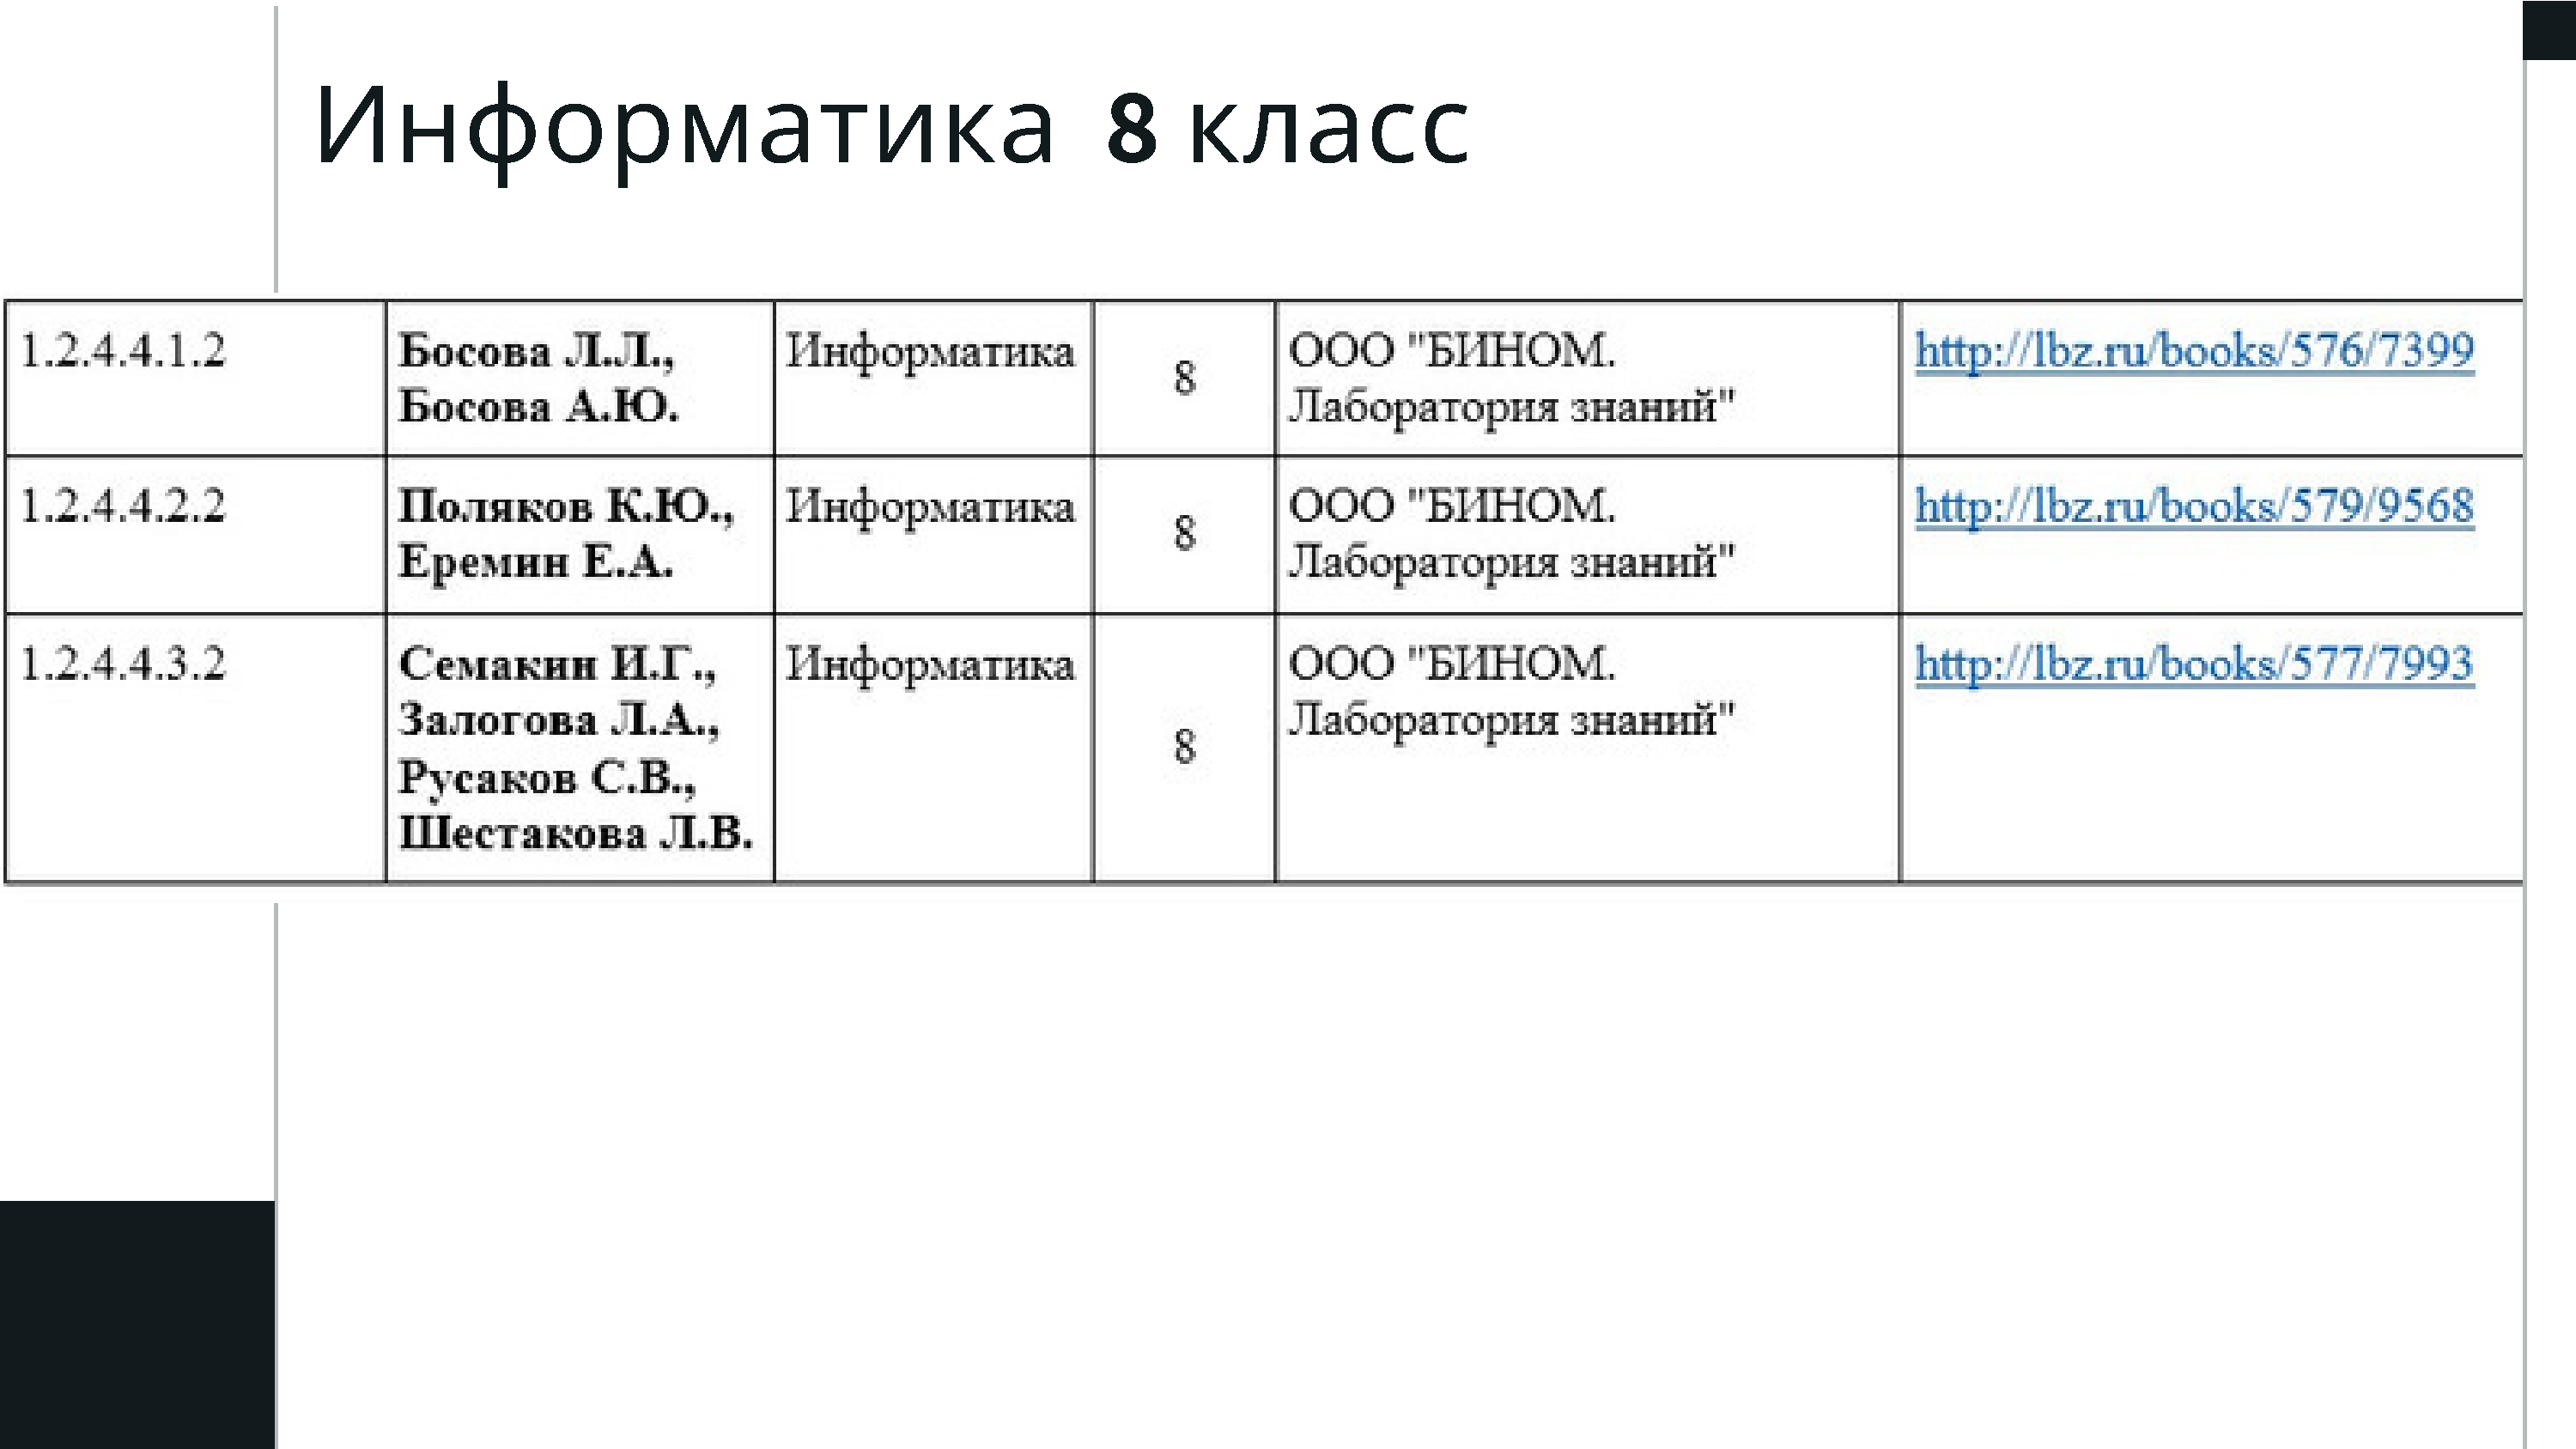 Информатика 8 класс
1.2.4.4.1.2 Босова Л.Л., Информатика 8 ООО "БИНОМ. http://lbz.ru/books/576/7399
Босова А.Ю. Лаборатория знаний"
1.2.4.4.2.2 Поляков К.Ю., Информатика 8 ООО "БИНОМ. http://lbz.ru/books/579/9568
Еремин Е.А. Лаборатория знаний"
1.2.4.4.3.2 Семакин И.Г., Информатика 8 ООО "БИНОМ. http://lbz.ru/books/577/7993
Залогова Л.А., Лаборатория знаний"
Русаков С.В.,
Шестакова Л.В.